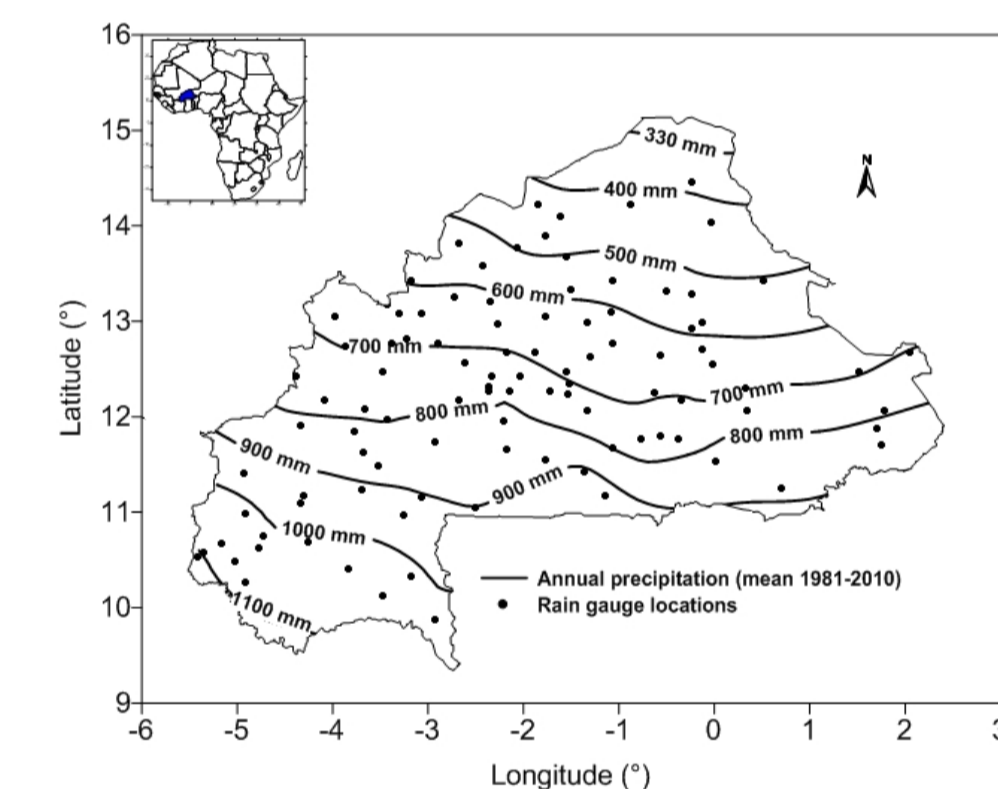 16
15
14
13
12
11
10
9
Latitude (°)
330 mm
400 mm
500 mm
600 mm
700 mm
700 mm
800 mm
800 mm
900 mm
900 mm
1000 mm
1100 mm
N
Annual precipitation (mean 1981-2010)
Rain gauge locations
-6 -5 -4 -3 -2 -1 0 1 2 3
Longitude (°)